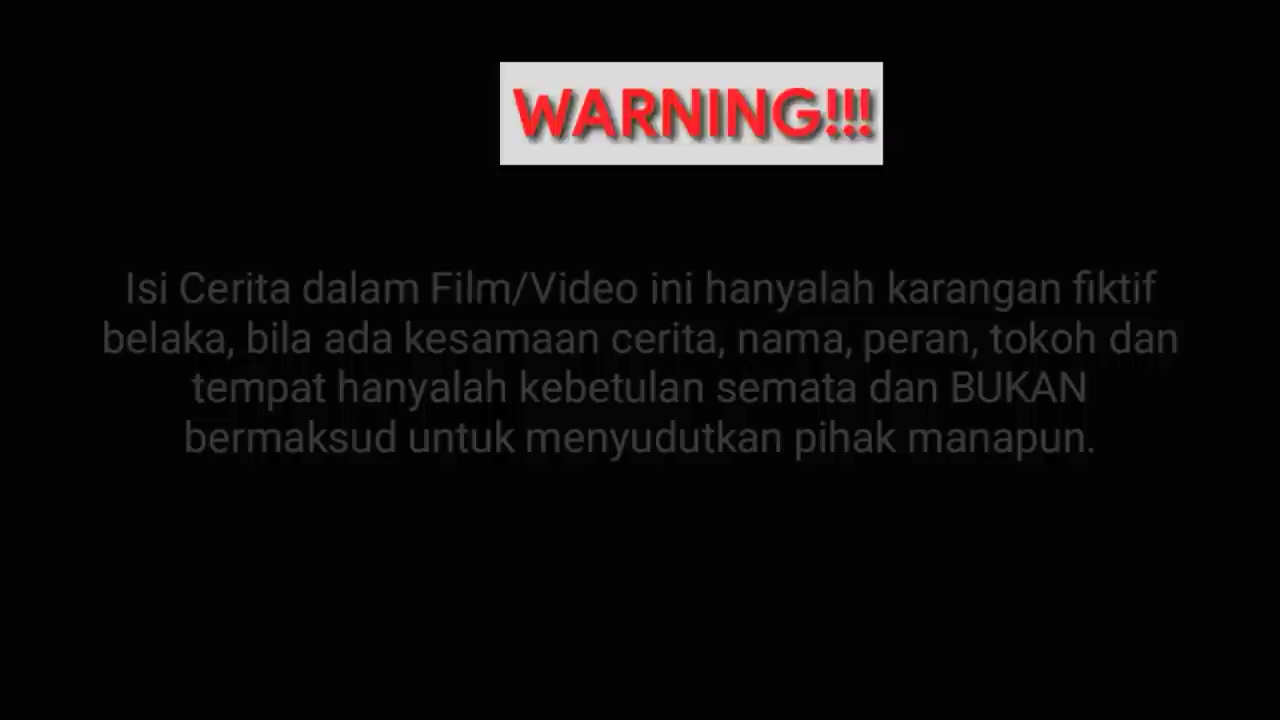 WARNING!!!
Isi Cerita dalam Film/Video ini hanyalah karangan fiktif
belaka, bila ada kesamaan cerita, nama, peran, tokoh dan
tempat hanyalah kebetulan semata dan BUKAN
bermaksud untuk menyudutkan pihak manapun.